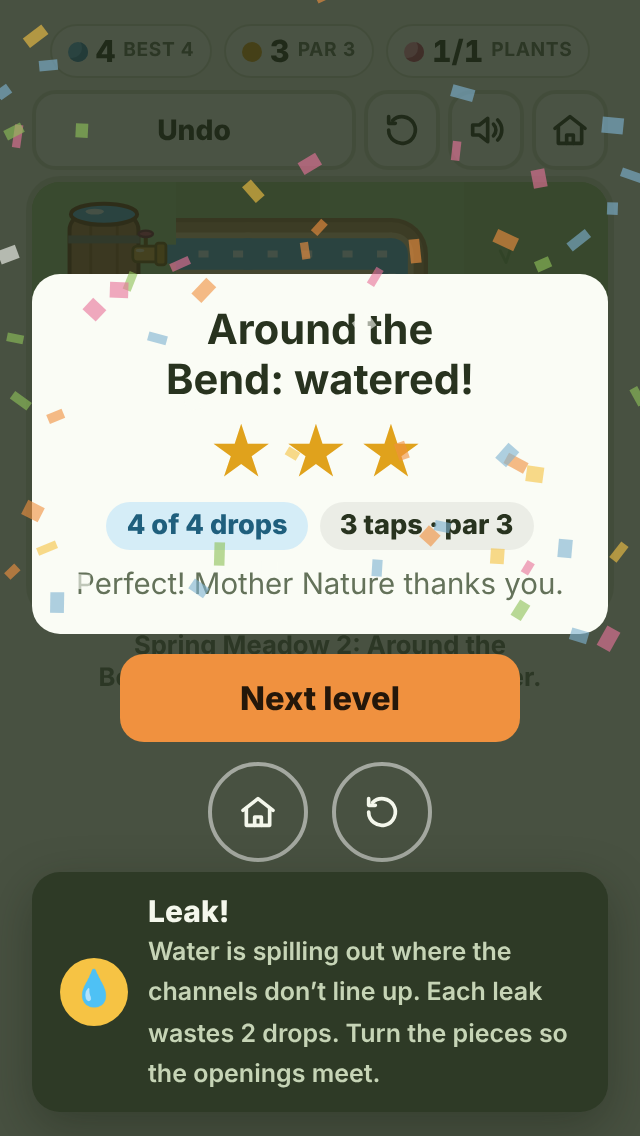 4 BEST 4
3 PAR 3
1/1 PLANTS
Undo
Around the
Bend: watered!
4 of 4 drops
3 taps · par 3
Perfect! Mother Nature thanks you.
Spring Meadow 2: Around the
Next level
Leak!
Water is spilling out where the
channels don’t line up. Each leak
wastes 2 drops. Turn the pieces so
the openings meet.